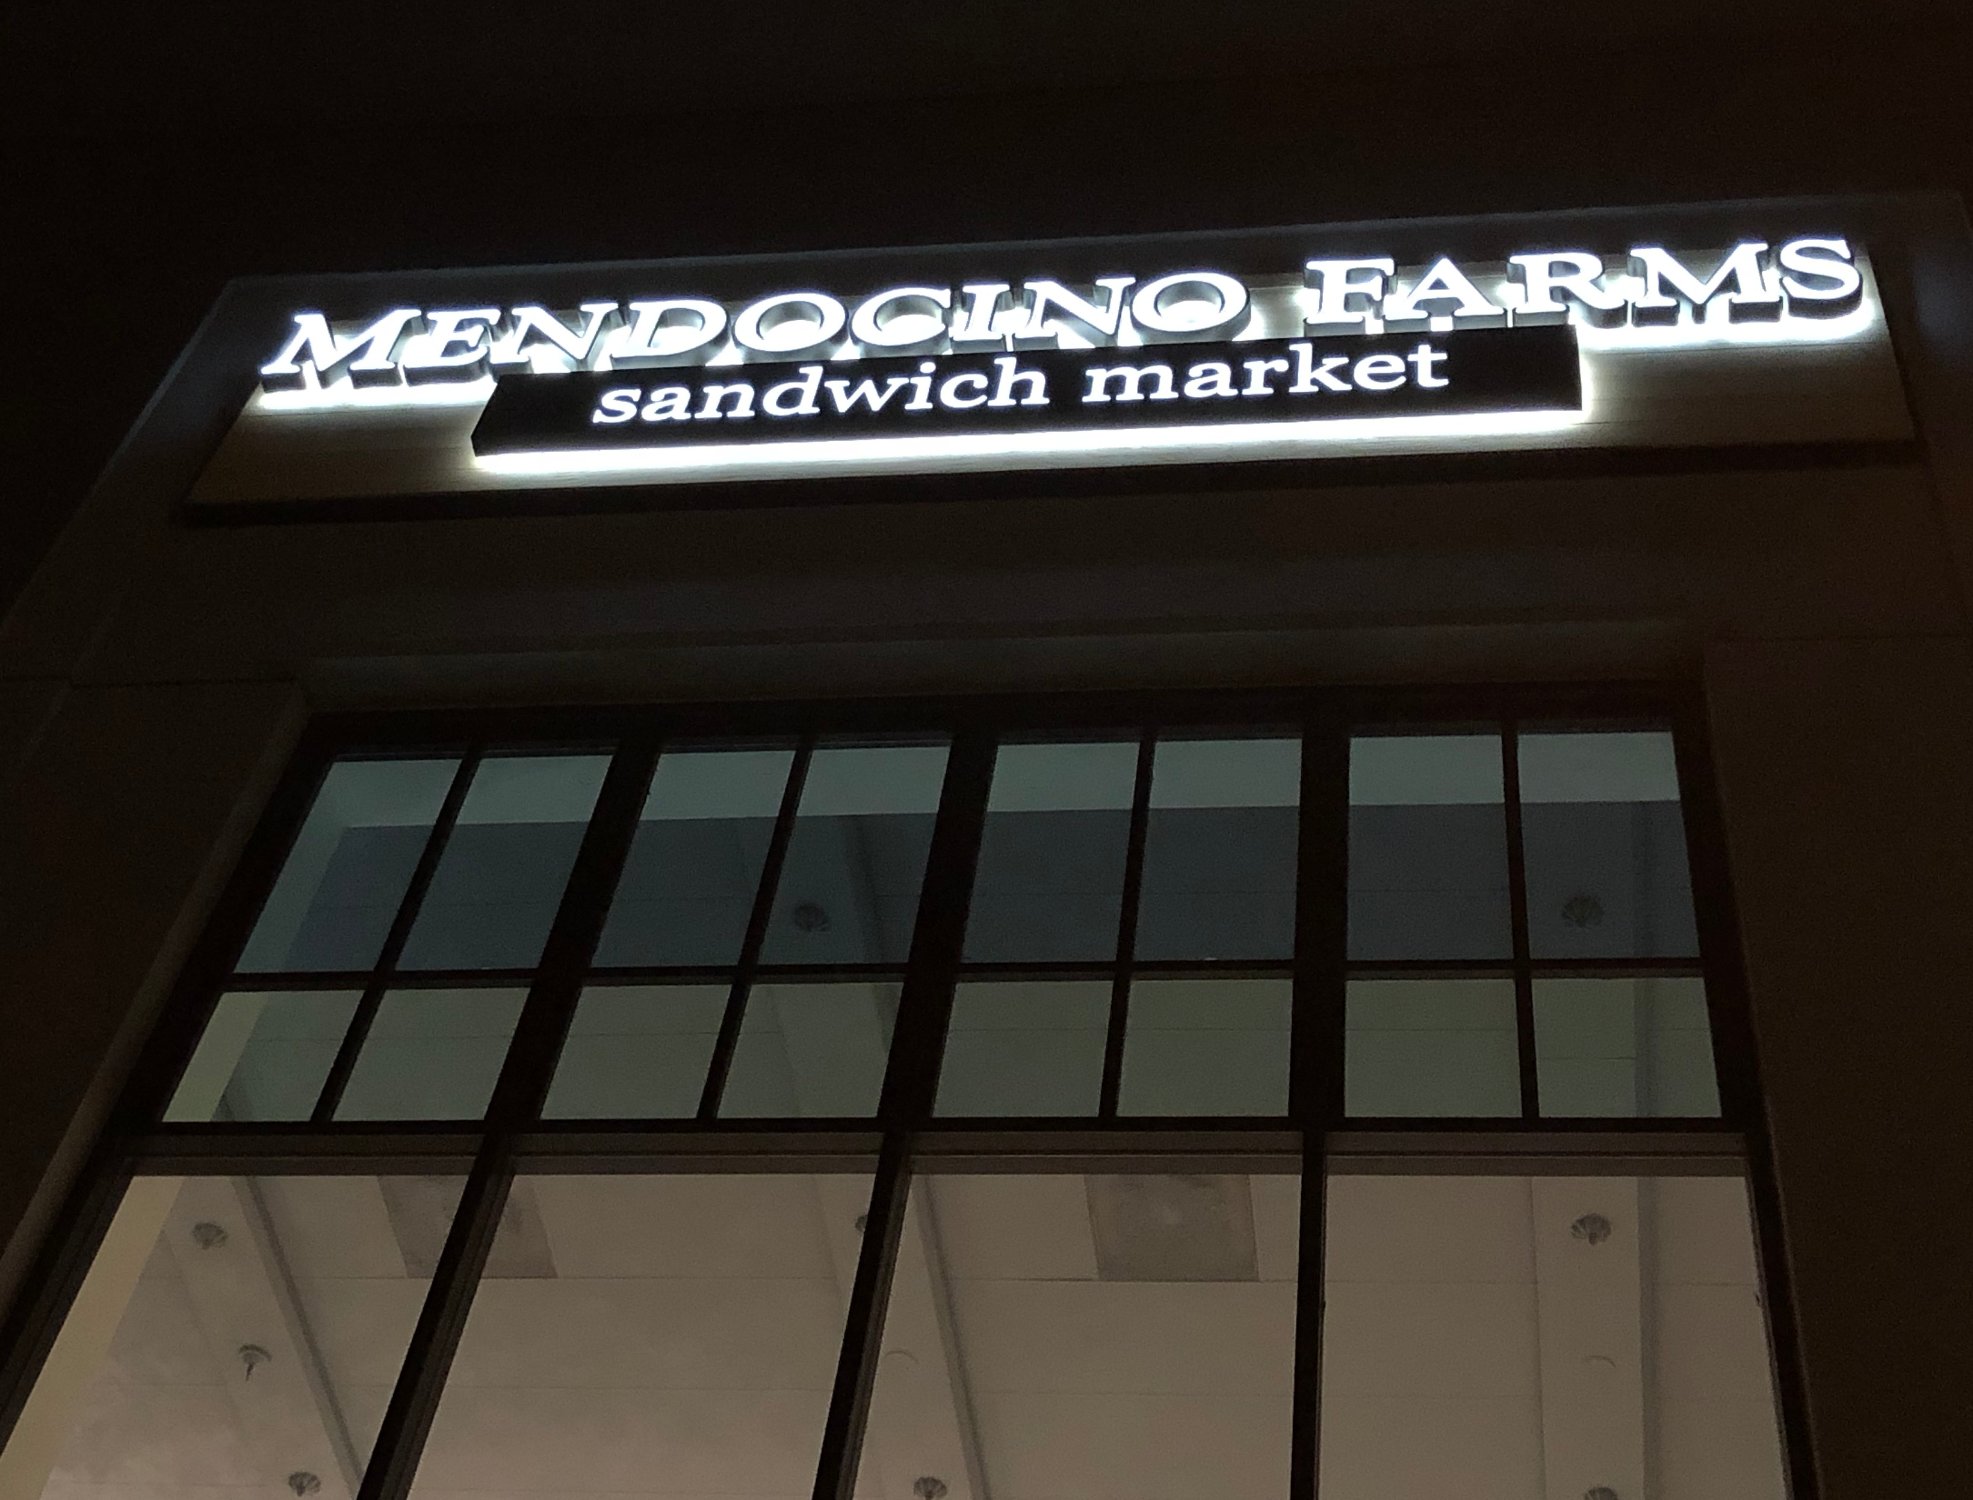 MENDOCINO FARMS
sandwich market